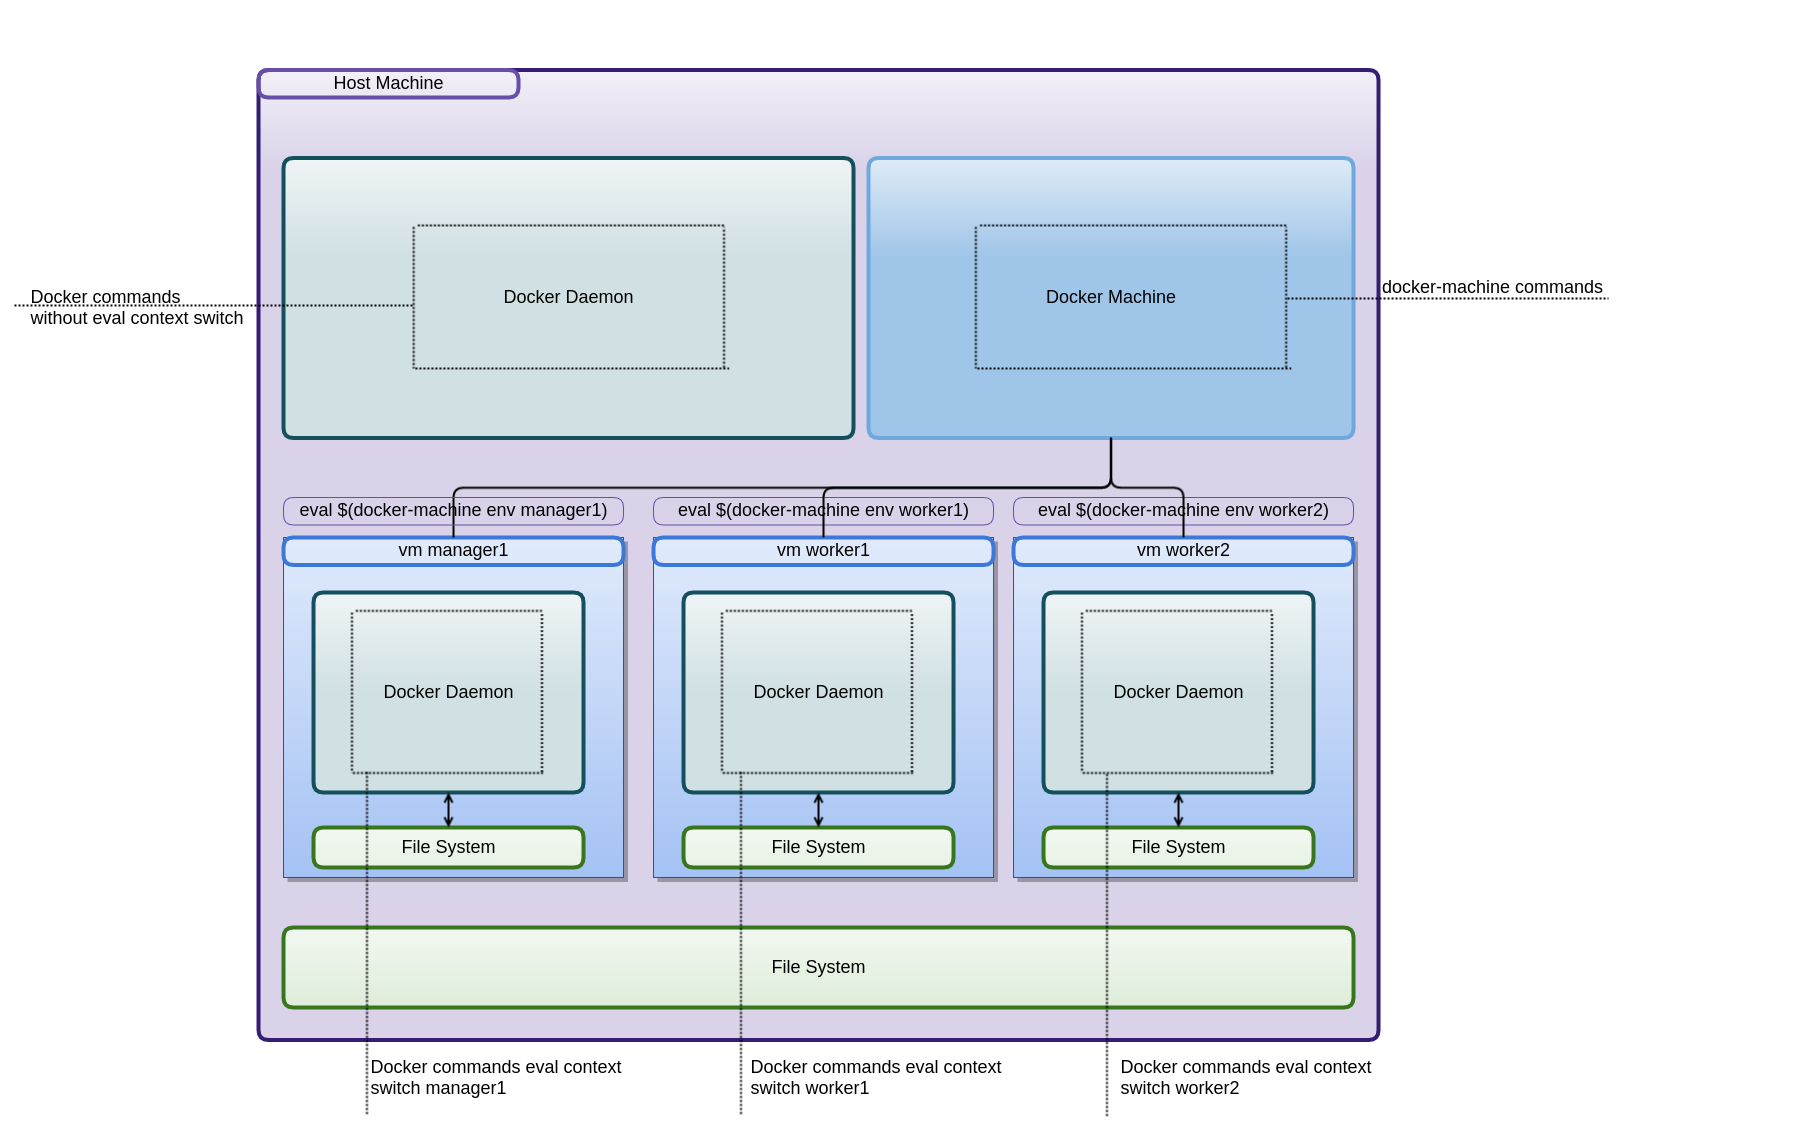 Host Machine
Docker commands
without eval context switch
Docker Daemon
Docker Machine
docker-machine commands
eval $(docker-machine env manager1)
eval $(docker-machine env worker1)
eval $(docker-machine env worker2)
vm manager1
vm worker1
vm worker2
Docker Daemon
Docker Daemon
Docker Daemon
File System
File System
File System
File System
Docker commands eval context
switch manager1
Docker commands eval context
switch worker1
Docker commands eval context
switch worker2